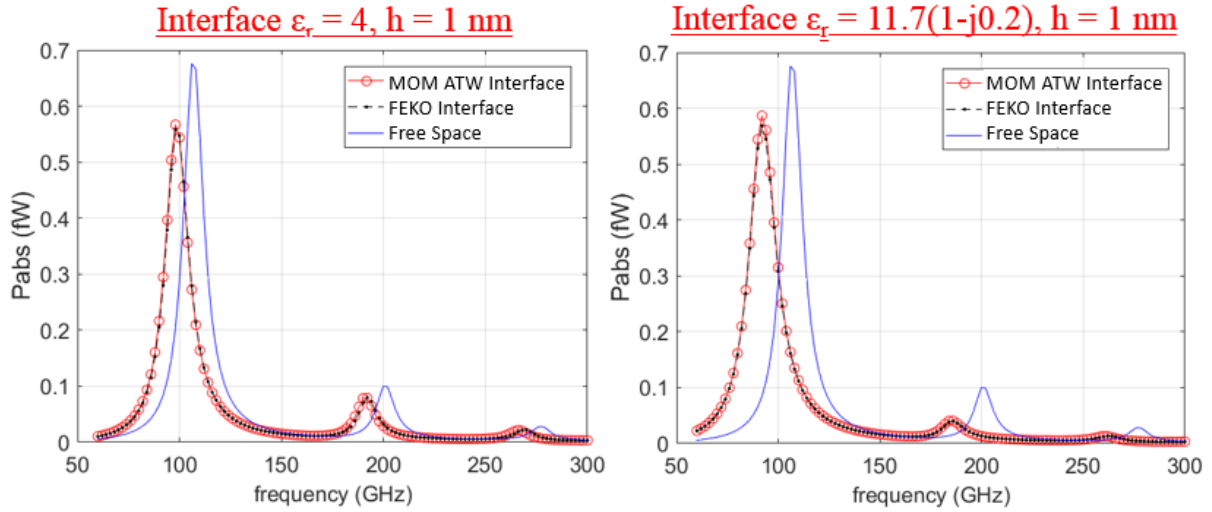 Interface εr = 4, h = 1 nm
0.7
0.6
0.5
0.4
0.3
0.2
0.1
0
Pabs (fW)
MOM ATW Interface
FEKO Interface
Free Space
50
100
150
200
250
300
frequency (GHz)
Interface εr = 11.7(1-j0.2), h = 1 nm
0.7
0.6
0.5
0.4
0.3
0.2
0.1
0
Pabs (fW)
MOM ATW Interface
FEKO Interface
Free Space
50
100
150
200
250
300
frequency (GHz)